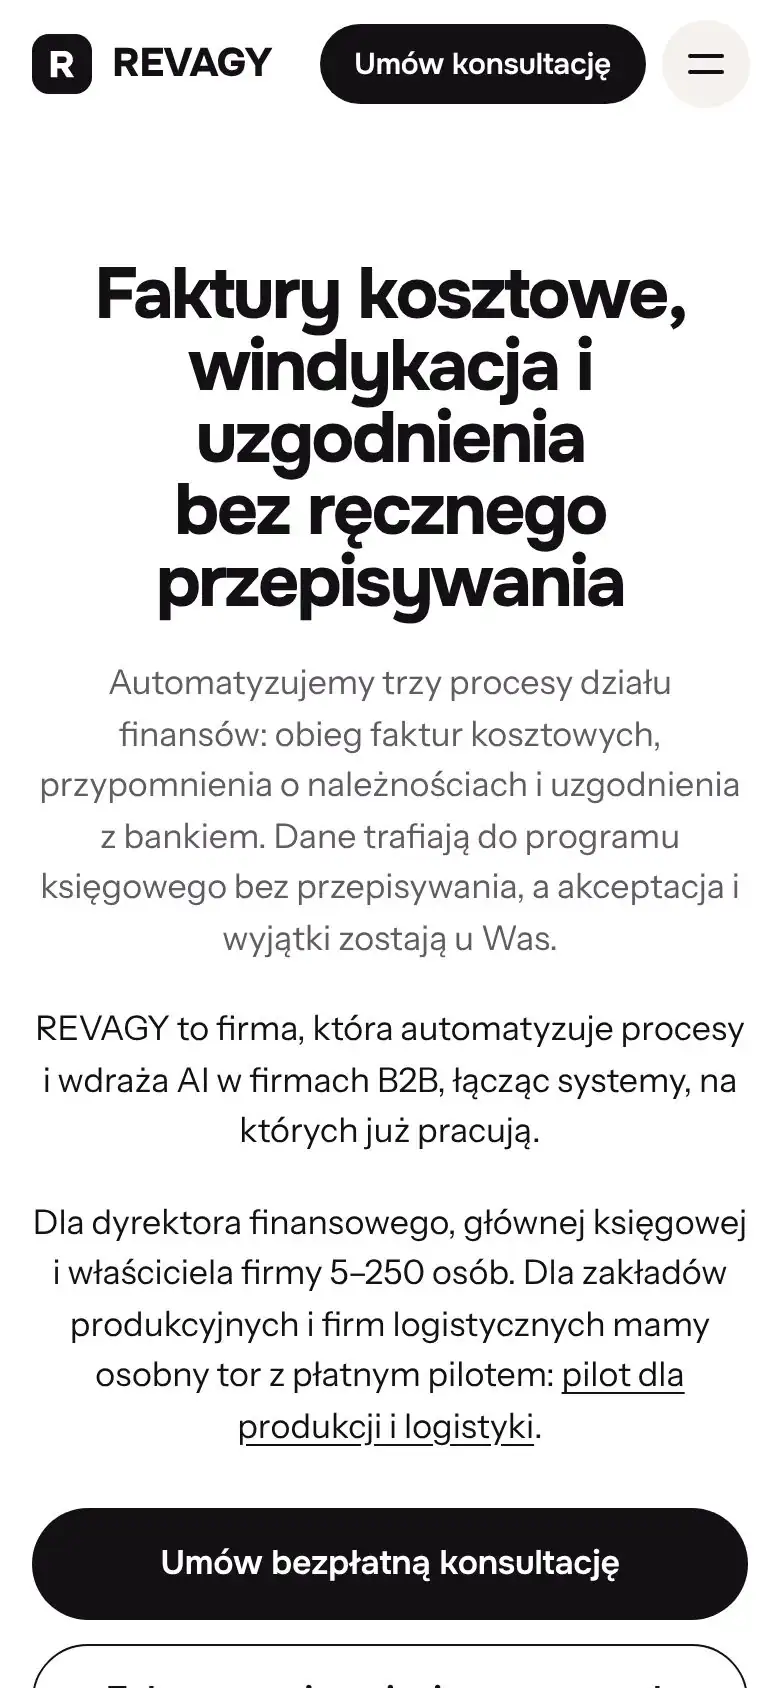 R REVAGY
Umów konsultację
Faktury kosztowe,
windykacja i
uzgodnienia
bez ręcznego
przepisywania
Automatyzujemy trzy procesy działu
finansów: obieg faktur kosztowych,
przypomnienia o należnościach i uzgodnienia
z bankiem. Dane trafiają do programu
księgowego bez przepisywania, a akceptacja i
wyjątki zostają u Was.
REVAGY to firma, która automatyzuje procesy
i wdraża AI w firmach B2B, łącząc systemy, na
których już pracują.
Dla dyrektora finansowego, głównej księgowej
i właściciela firmy 5–250 osób. Dla zakładów
produkcyjnych i firm logistycznych mamy
osobny tor z płatnym pilotem: pilot dla
produkcji i logistyki.
Umów bezpłatną konsultację